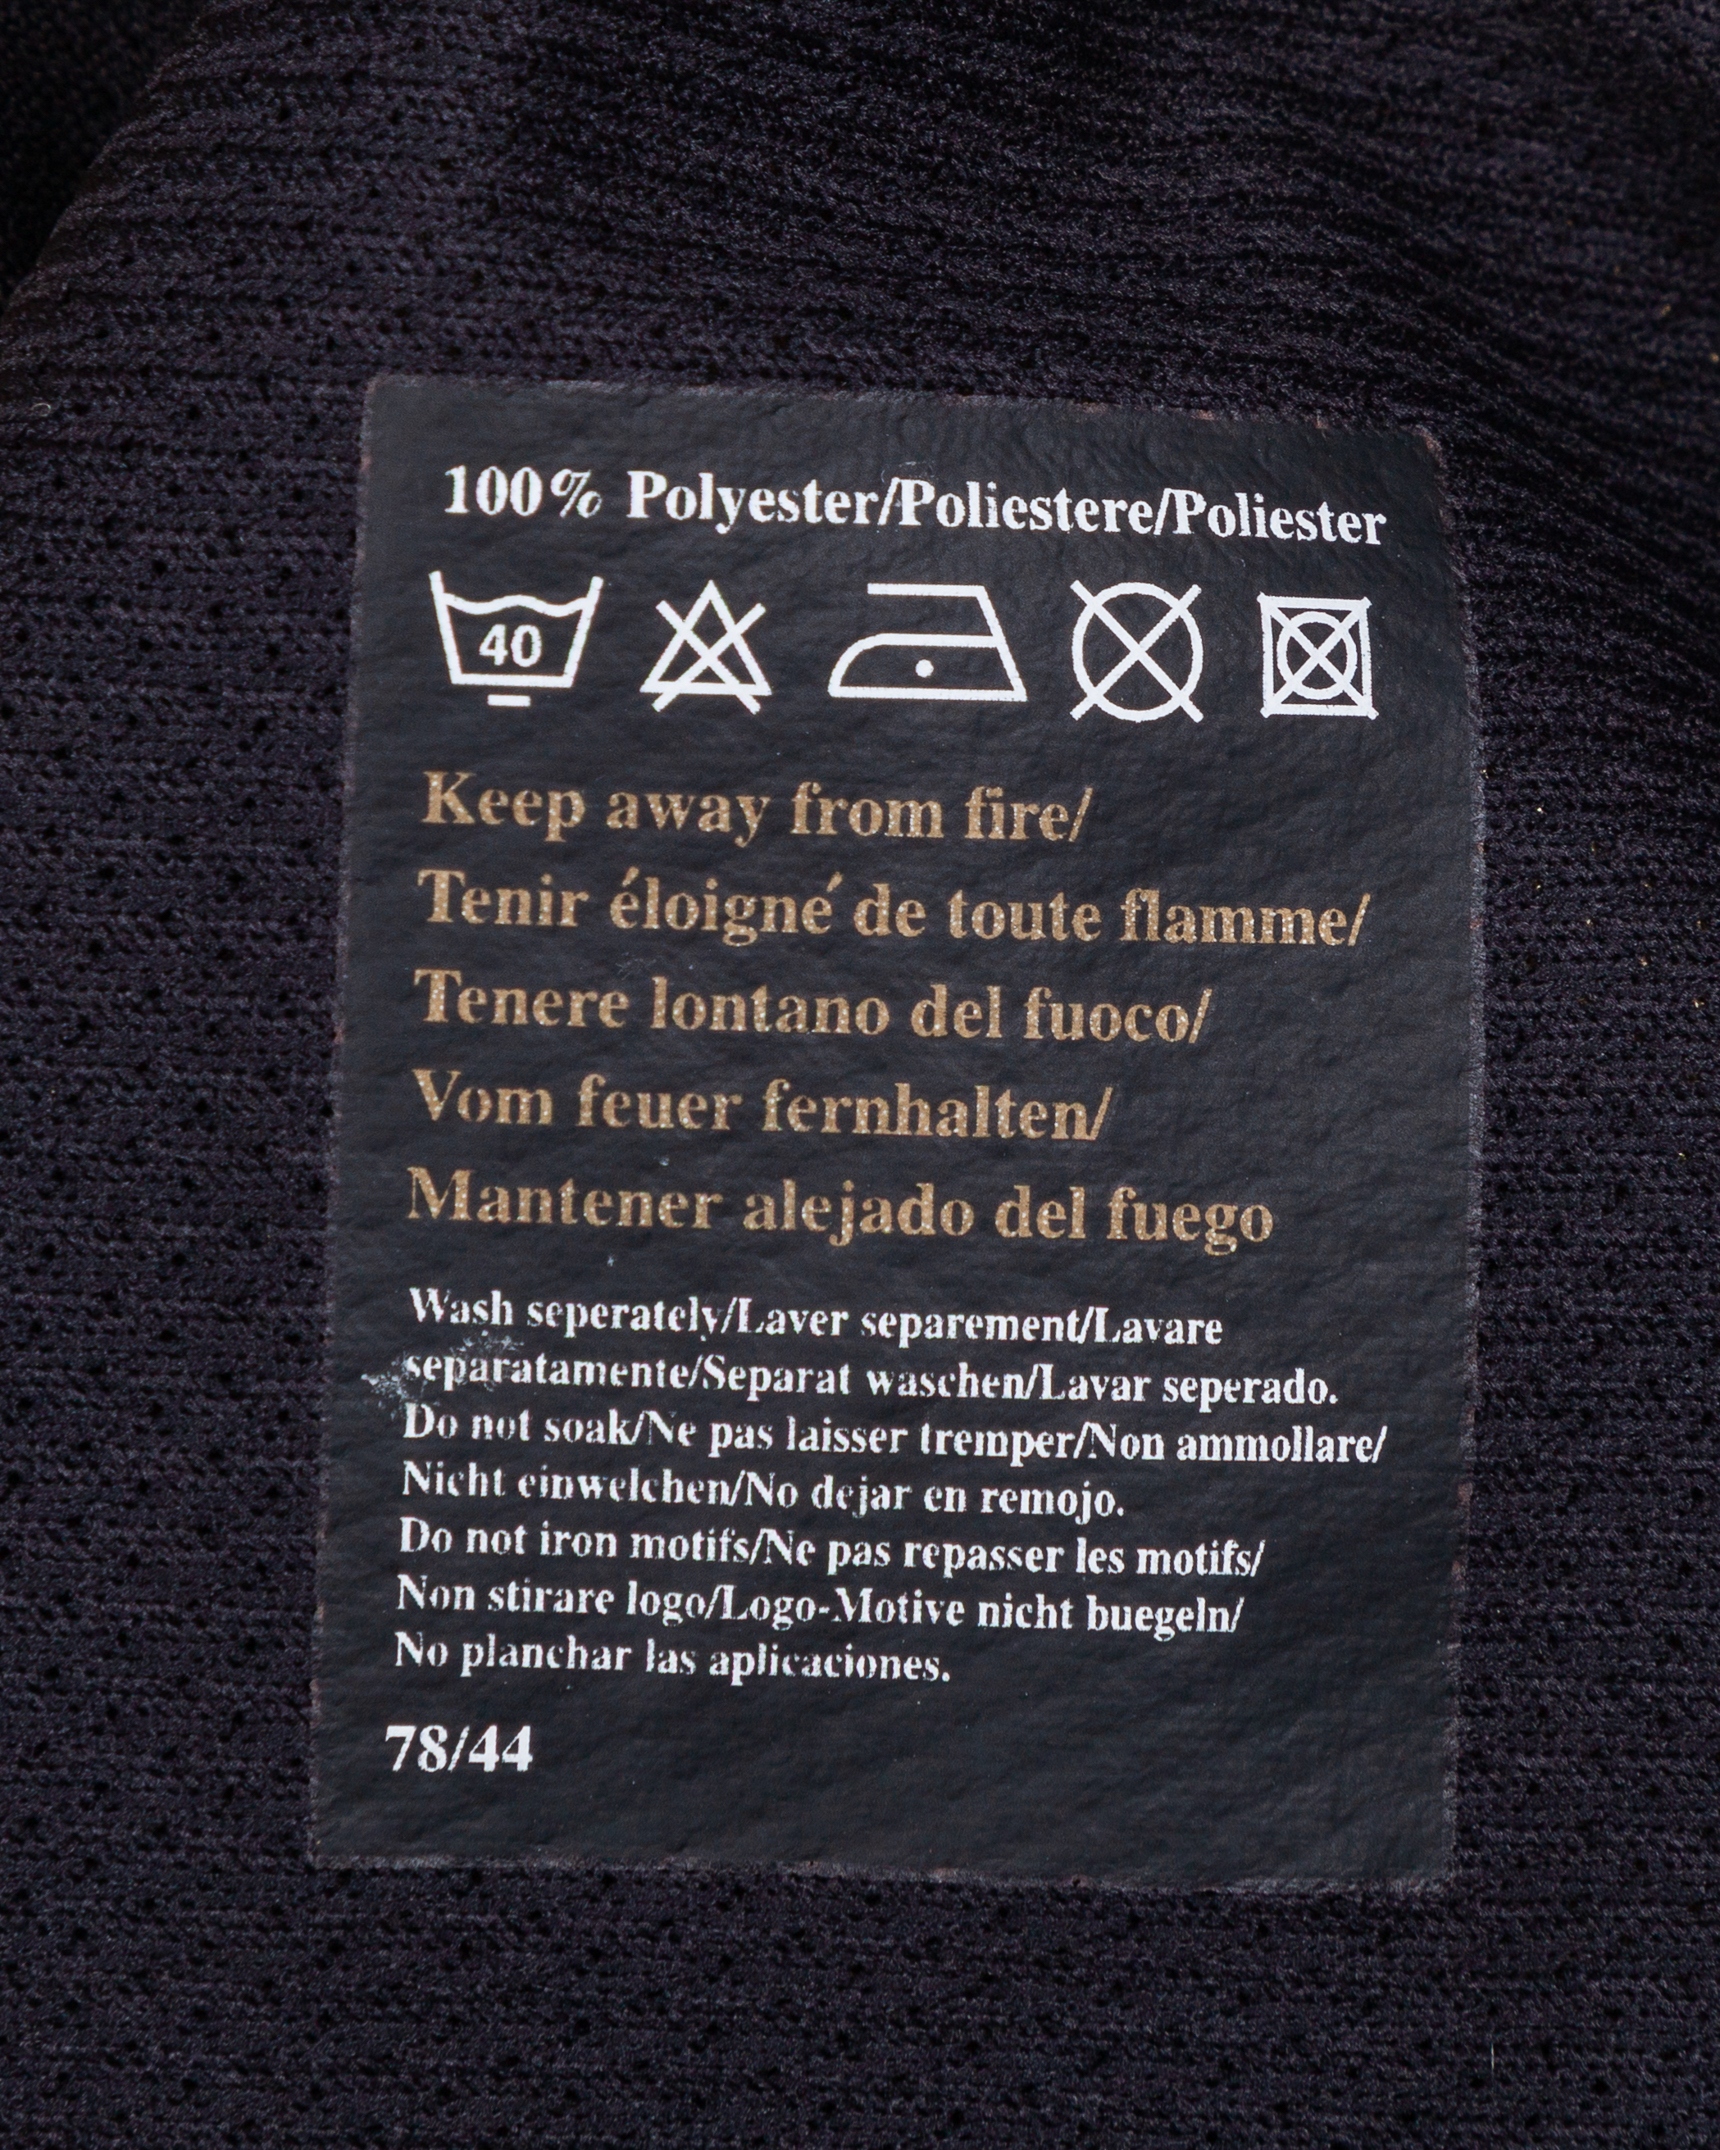 100% Polyester/Poliestere/Poliester
40
Keep away from fire/
Tenir éloigné de toute flamme/
Tenere lontano del fuoco/
Vom feuer fernhalten/
Mantener alejado del fuego
Wash seperately/Laver separement/Lavare
separatamente/Separat waschen/Lavar seperado.
Do not soak/Ne pas laisser tremper/Non ammollare/
Nicht einwelchen/No dejar en remojo.
Do not iron motifs/Ne pas repasser les motifs/
Non stirare logo/Logo-Motive nicht buegeln/
No planchar las aplicaciones.
78/44